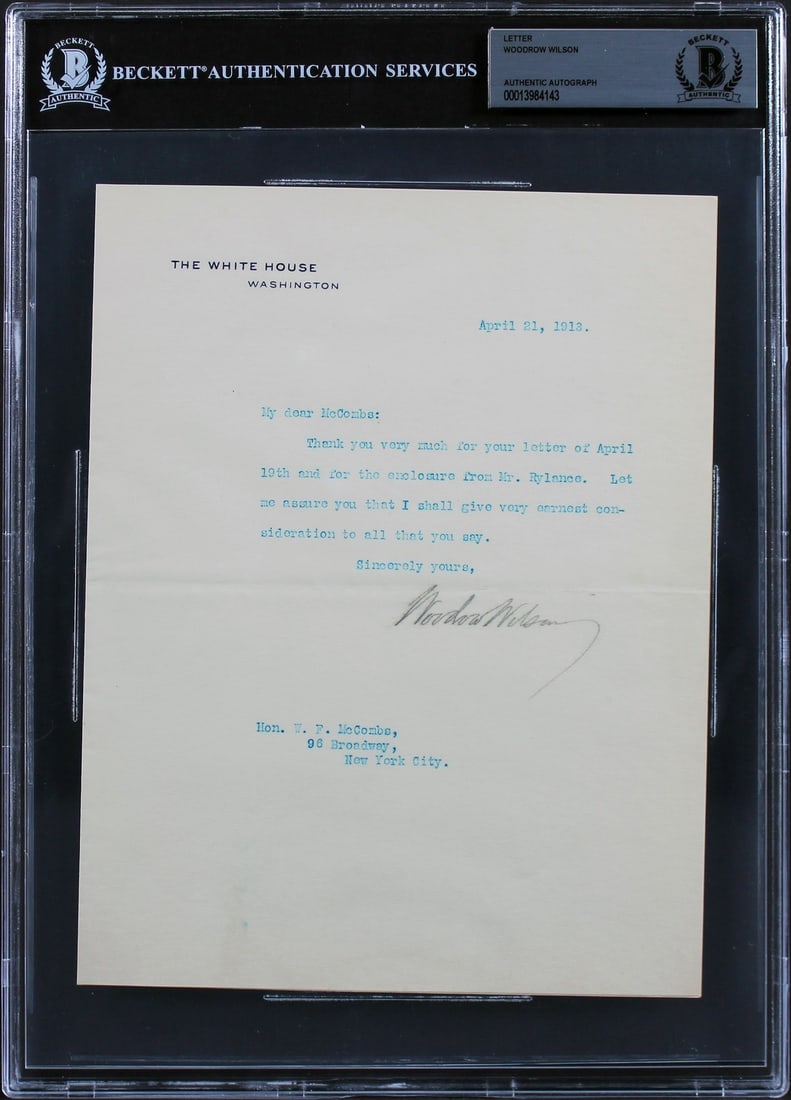 BECKETT
B
AUTHENTIC
BECKETT® AUTHENTICATION SERVICES
LETTER
WOODROW WILSON
AUTHENTIC AUTOGRAPH
00013984143
BECKETT
B
AUTHENTIC
THE WHITE HOUSE
WASHINGTON
April 21, 1913.
My dear McCombs:
Thank you very much for your letter of April
19th and for the enclosure from Mr. Rylance. Let
me assure you that I shall give very earnest con-
sideration to all that you say.
Sincerely yours,
Woodrow Wilson
Hon. W. F. McCombs,
96 Broadway,
New York City.